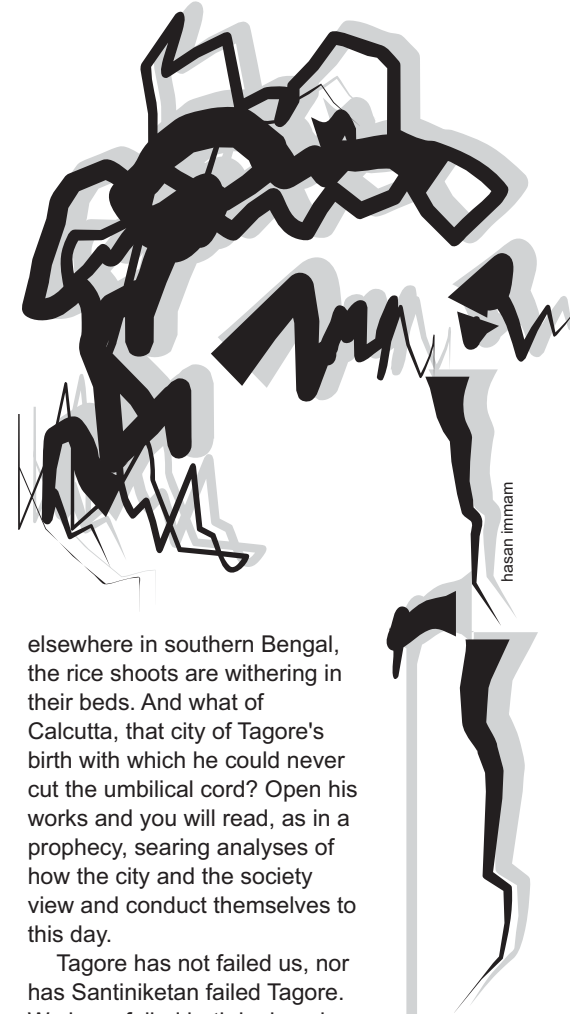 hasan immam
elsewhere in southern Bengal,
the rice shoots are withering in
their beds. And what of
Calcutta, that city of Tagore's
birth with which he could never
cut the umbilical cord? Open his
works and you will read, as in a
prophecy, searing analyses of
how the city and the society
view and conduct themselves to
this day.
Tagore has not failed us, nor
has Santiniketan failed Tagore.